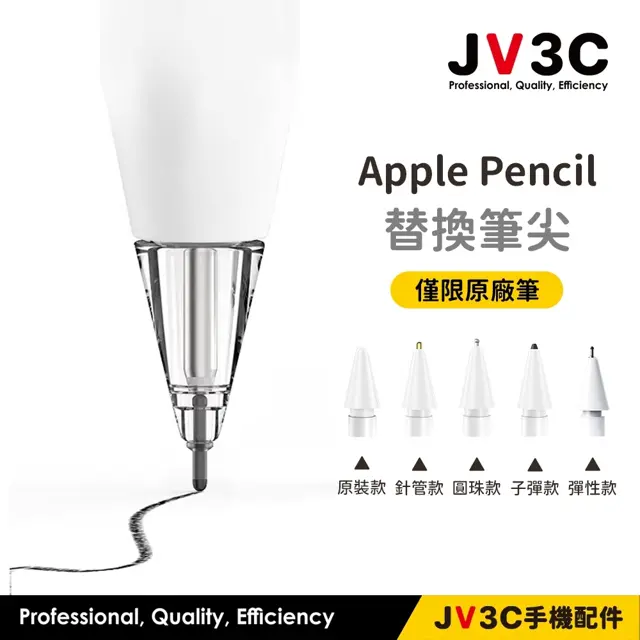 JV3C
Professional, Quality, Efficiency
Apple Pencil
替換筆尖
僅限原廠筆
原裝款
針管款
圓珠款
子彈款
彈性款
Professional, Quality, Efficiency
JV3C手機配件